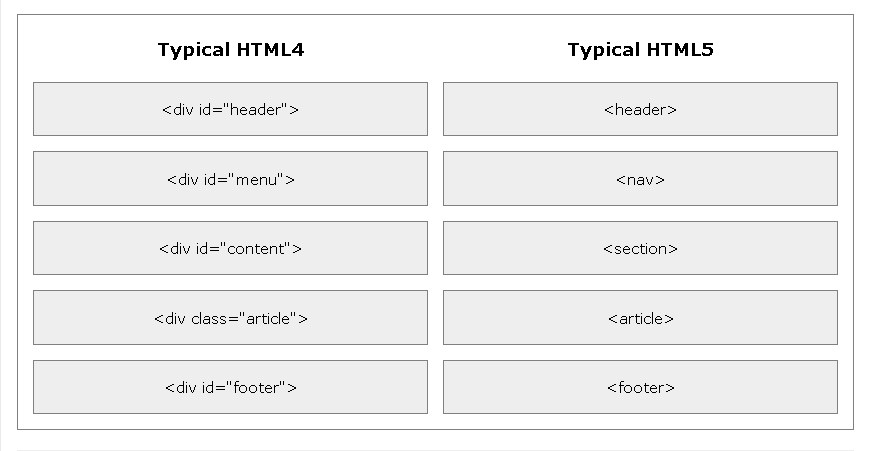 Typical HTML4
Typical HTML5
<div id="header">
<header>
<div id="menu">
<nav>
<div id="content">
<section>
<div class="article">
<article>
<div id="footer">
<footer>